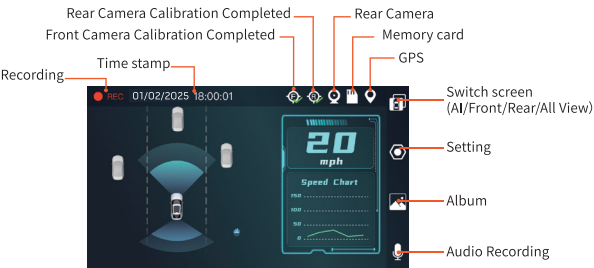 Rear Camera Calibration Completed
Rear Camera
Front Camera Calibration Completed
Memory card
Time stamp
GPS
Recording
REC 01/02/2025 18:00:01
F
R
Switch screen
(AI/Front/Rear/All View)
20
mph
Setting
Speed Chart
150
100
50
0
Album
Audio Recording